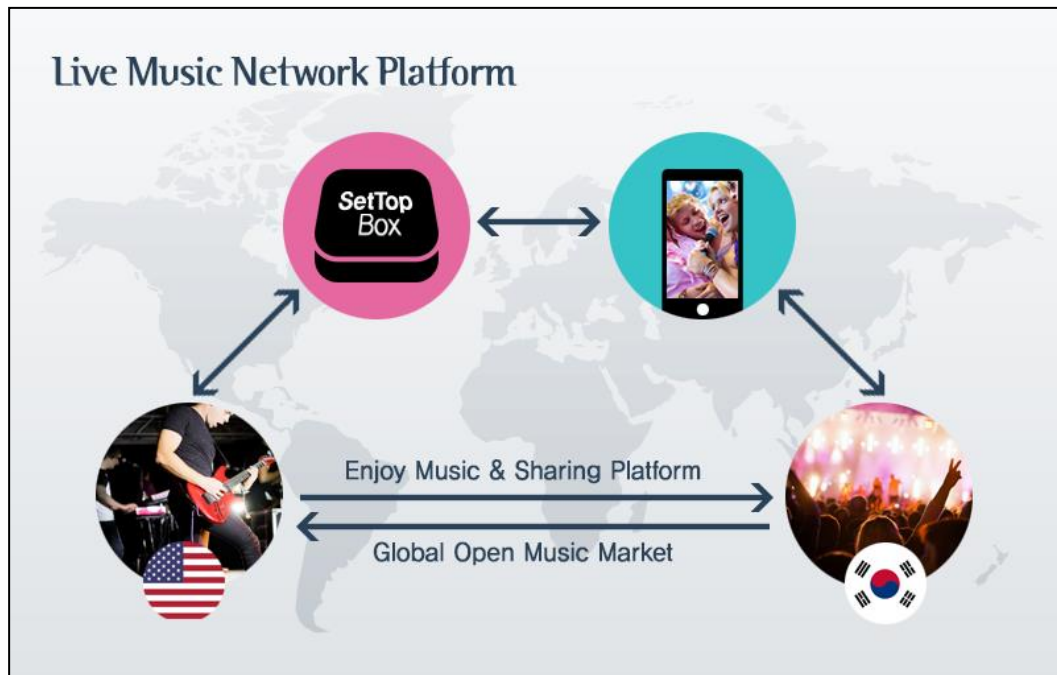 Live Music Network Platform
SetTop
Box
Enjoy Music & Sharing Platform
Global Open Music Market